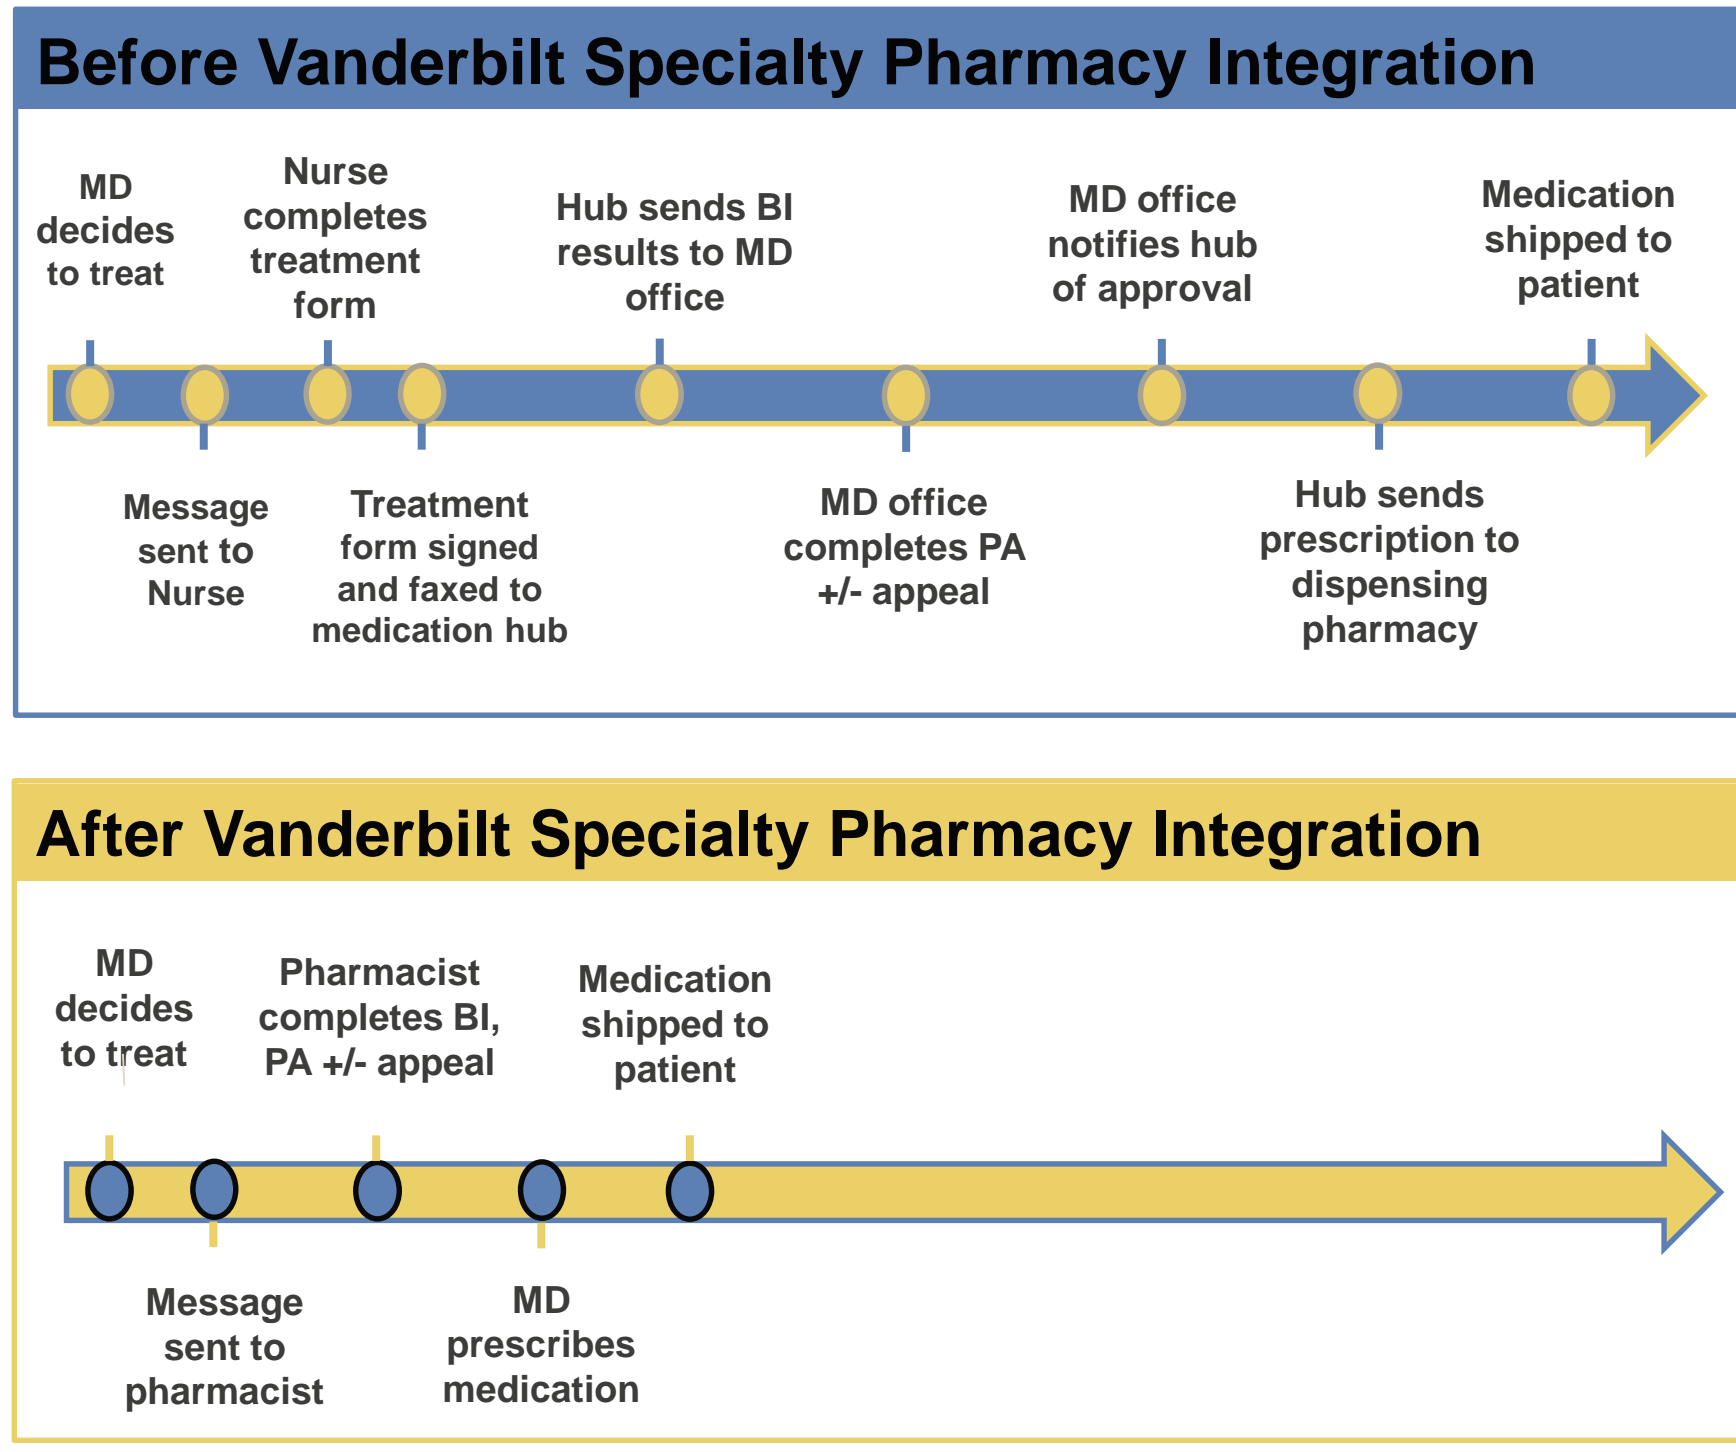 Before Vanderbilt Specialty Pharmacy Integration
MD
decides
to treat
Message
sent to
Nurse
Nurse
completes
treatment
form
Treatment
form signed
and faxed to
medication hub
Hub sends BI
results to MD
office
MD office
completes PA
+/- appeal
MD office
notifies hub
of approval
Hub sends
prescription to
dispensing
pharmacy
Medication
shipped to
patient
After Vanderbilt Specialty Pharmacy Integration
MD
decides
to treat
Message
sent to
pharmacist
Pharmacist
completes BI,
PA +/- appeal
MD
prescribes
medication
Medication
shipped to
patient